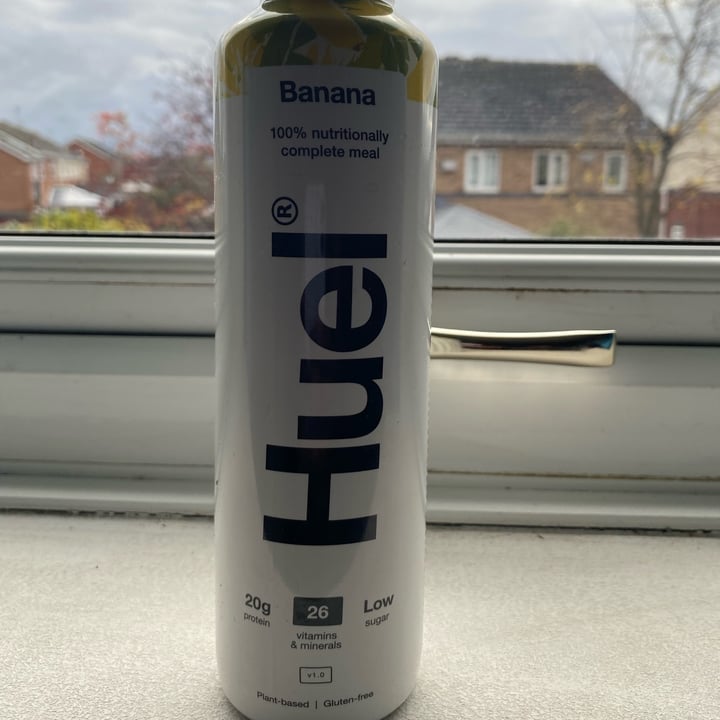 Banana
100% nutritionally
complete meal
Huel®
20g
protein
26
vitamins
& minerals
Low
sugar
v1.0
Plant-based | Gluten-free